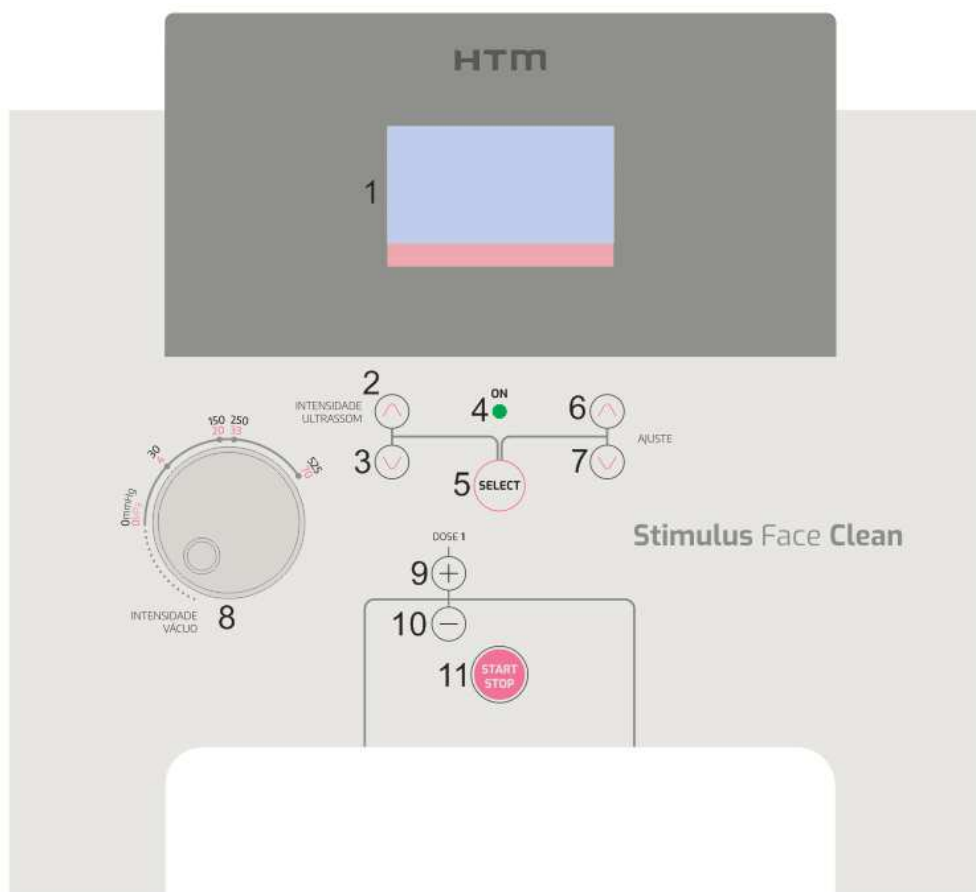 HTM
1
2
INTENSIDADE
ULTRASSOM
3
ON
4
5
SELECT
6
7
AJUSTE
0mmHg
30
4
150
20
250
33
525
70
INTENSIDADE
VÁCUO
8
Stimulus Face Clean
DOSE 1
9
+
10
−
11
START
STOP